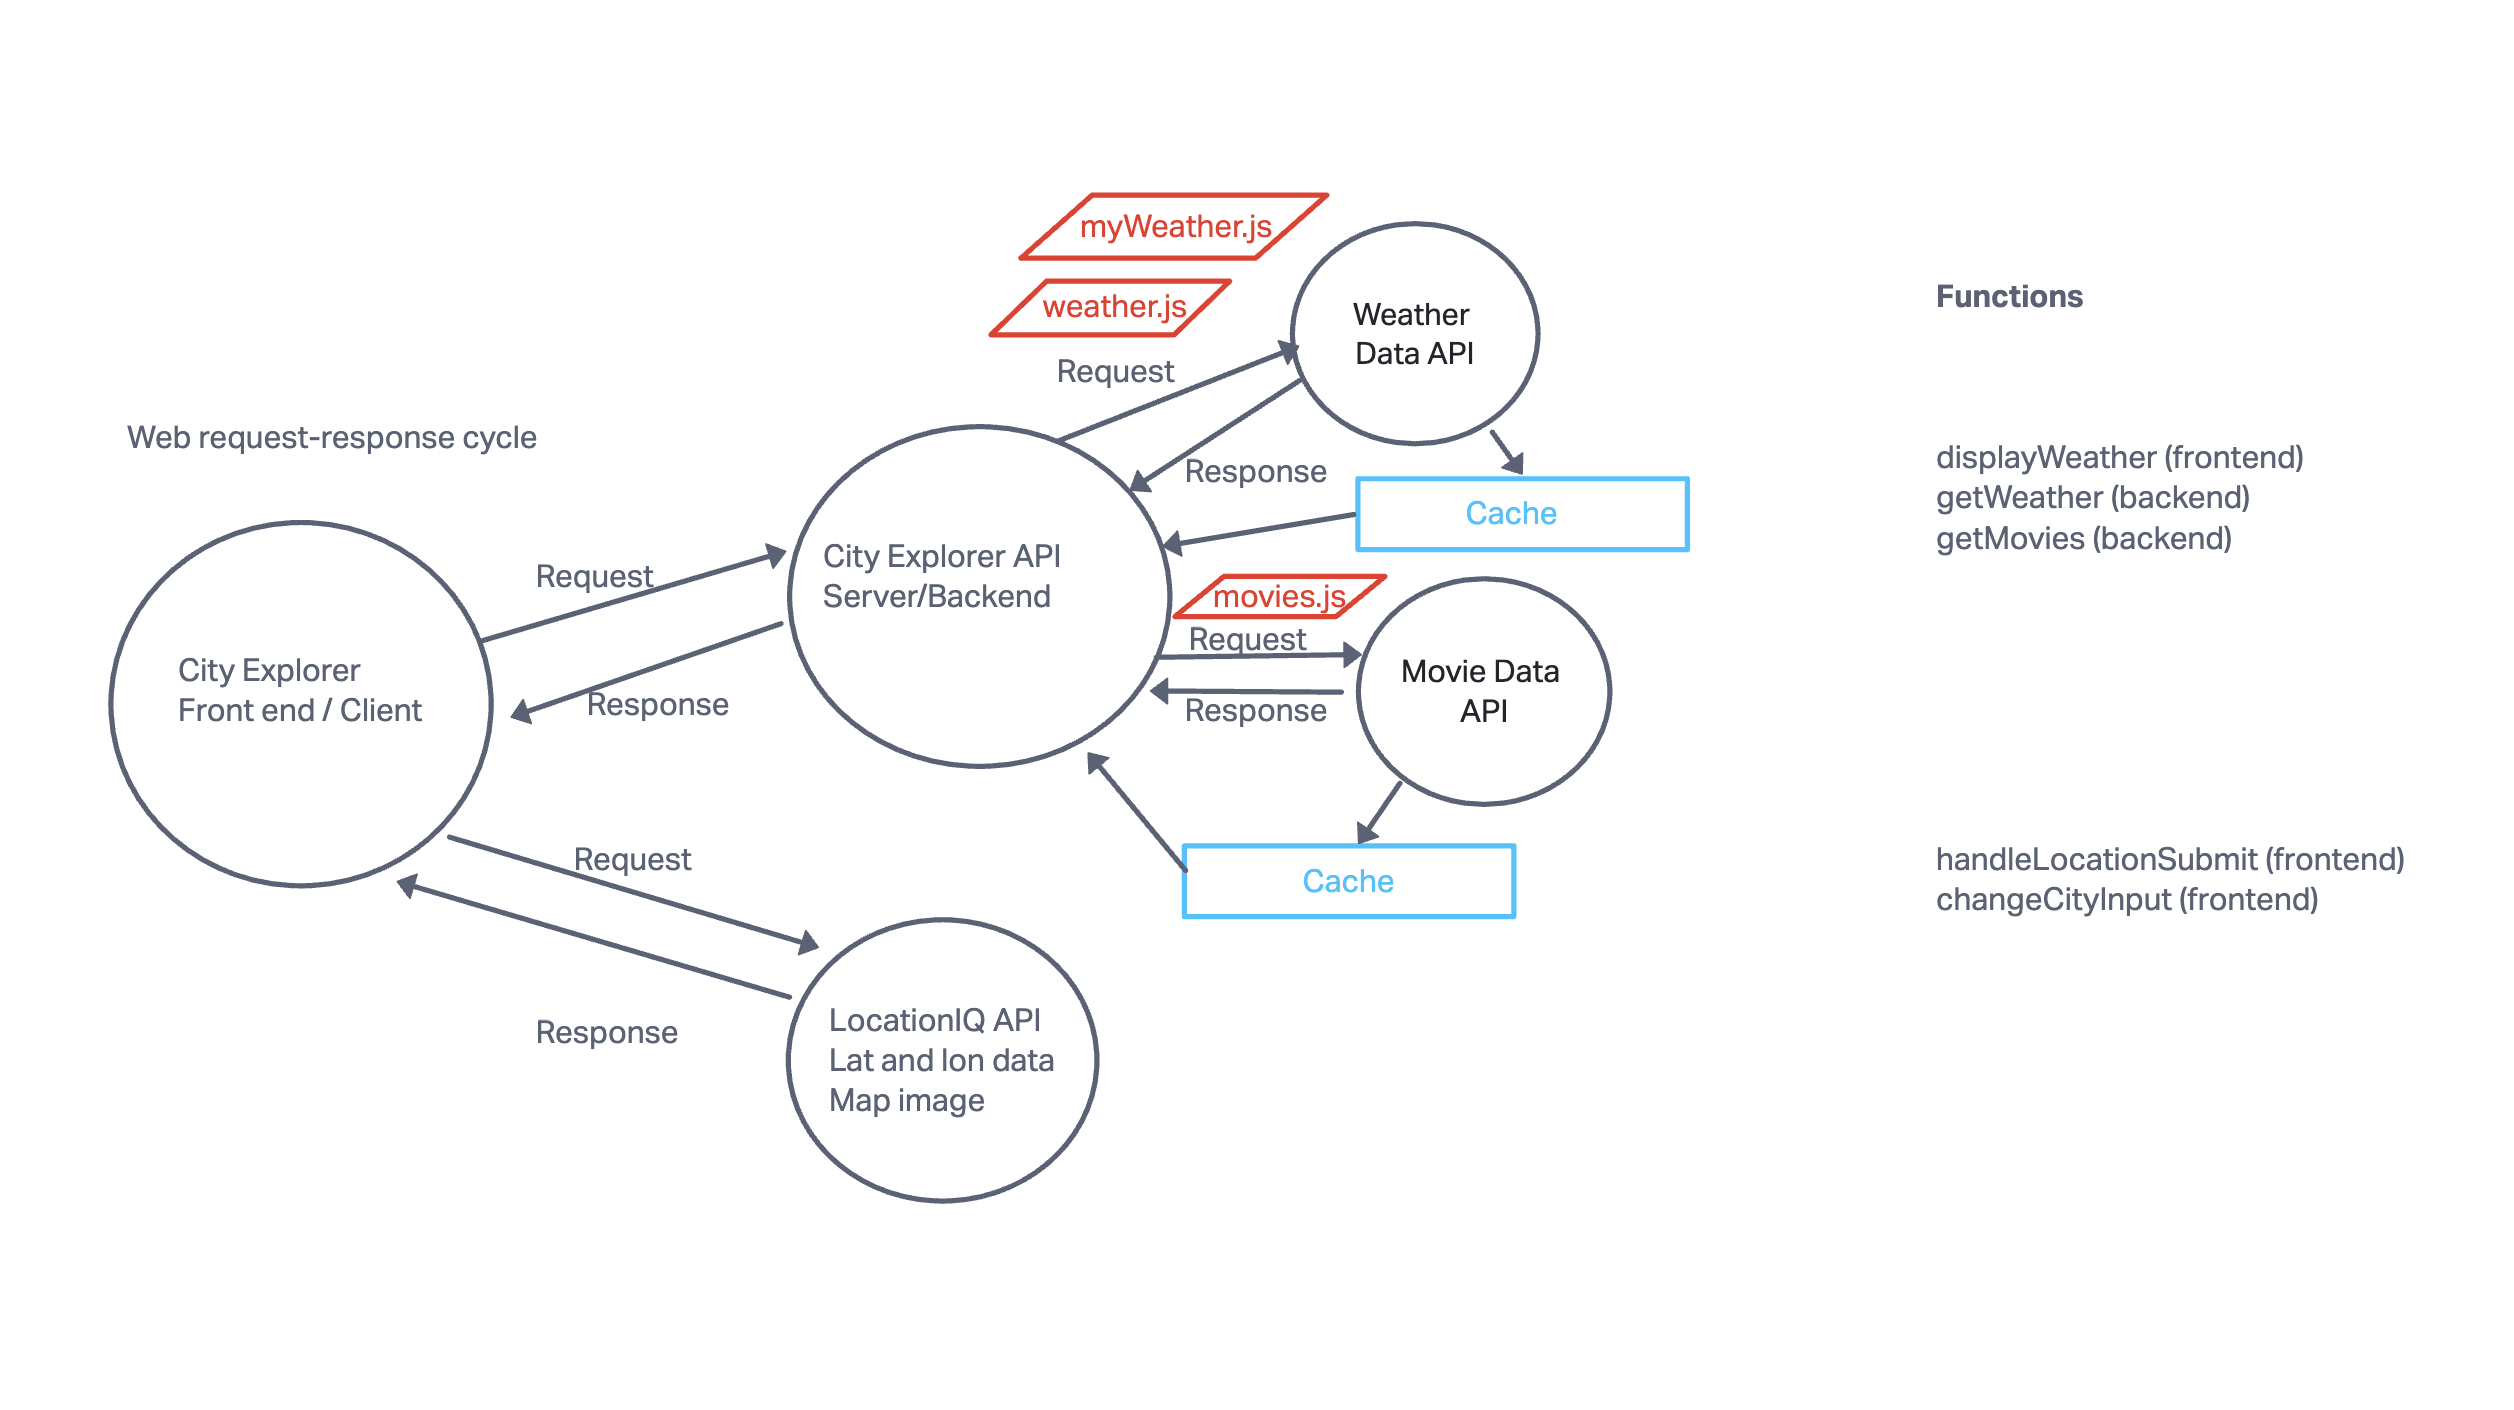 myWeather.js
weather.js
Weather
Data API
Functions
Request
Web request-response cycle
Response
displayWeather (frontend)
getWeather (backend)
getMovies (backend)
Cache
City Explorer API
Server/Backend
Request
movies.js
Request
City Explorer
Front end / Client
Response
Response
Movie Data
API
Request
Cache
handleLocationSubmit (frontend)
changeCityInput (frontend)
Response
LocationIQ API
Lat and lon data
Map image